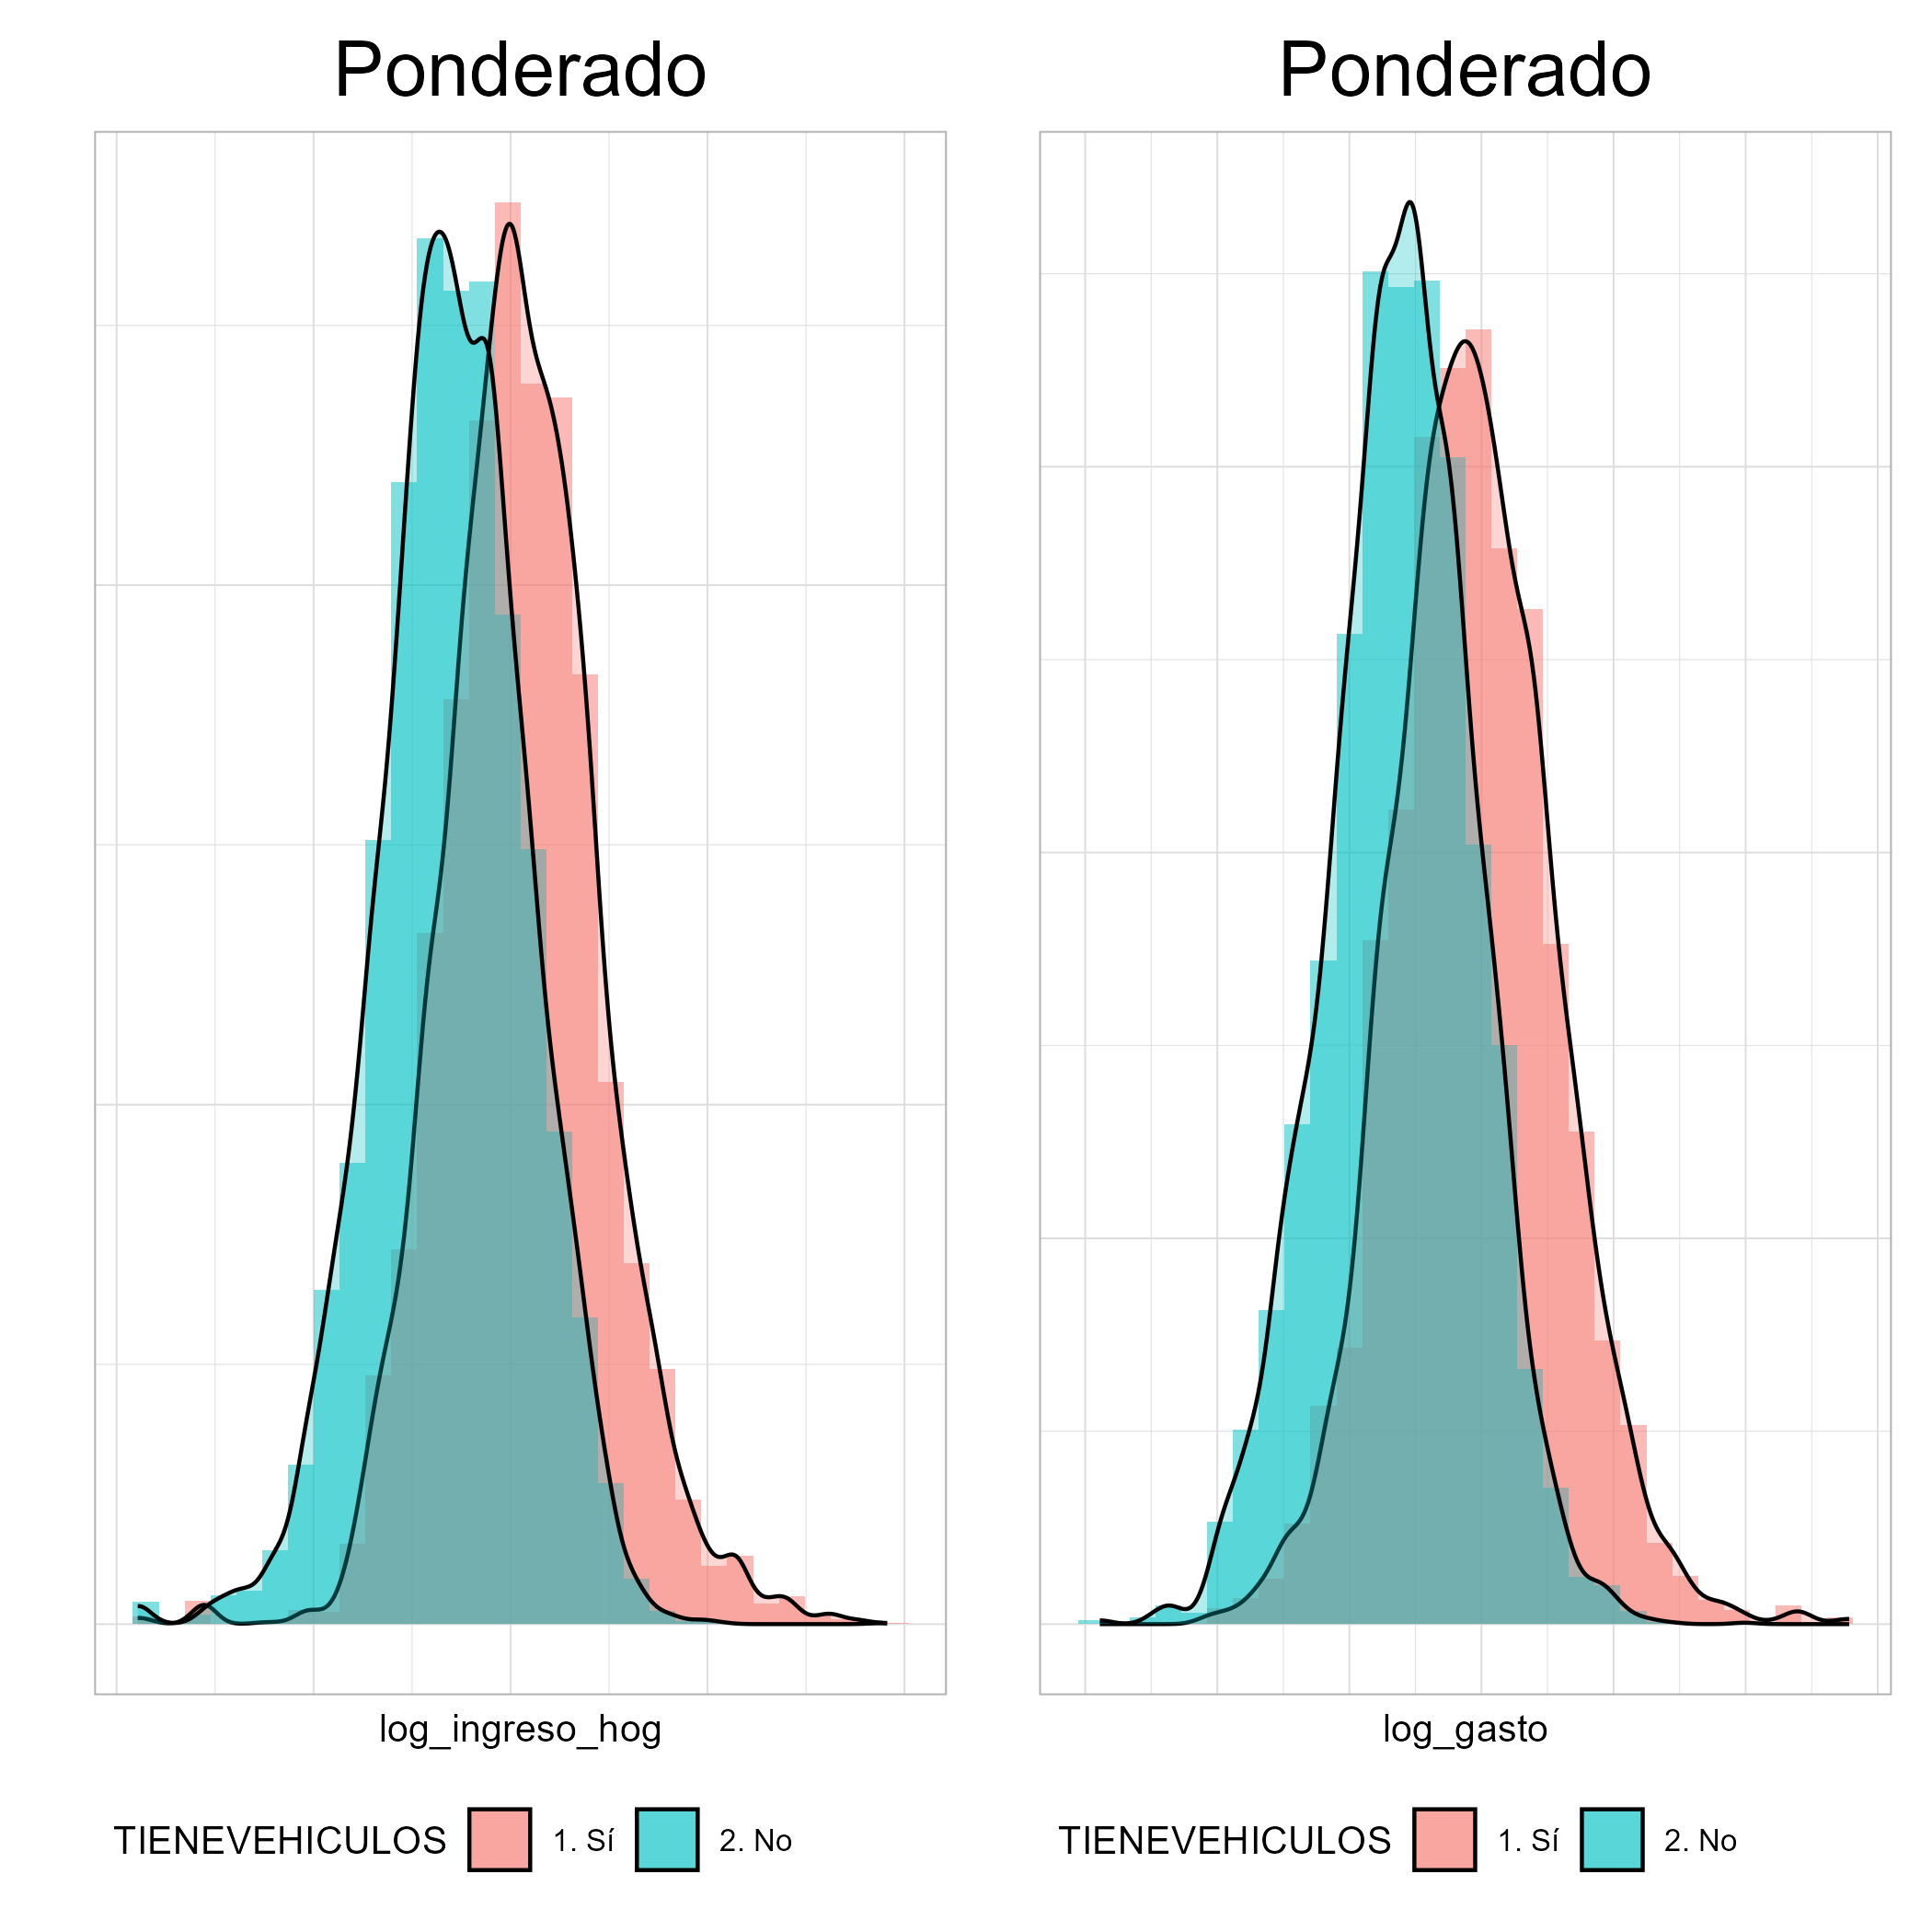 Ponderado
Ponderado
log_ingreso_hog
log_gasto
TIENEVEHICULOS 1. Sí 2. No
TIENEVEHICULOS 1. Sí 2. No